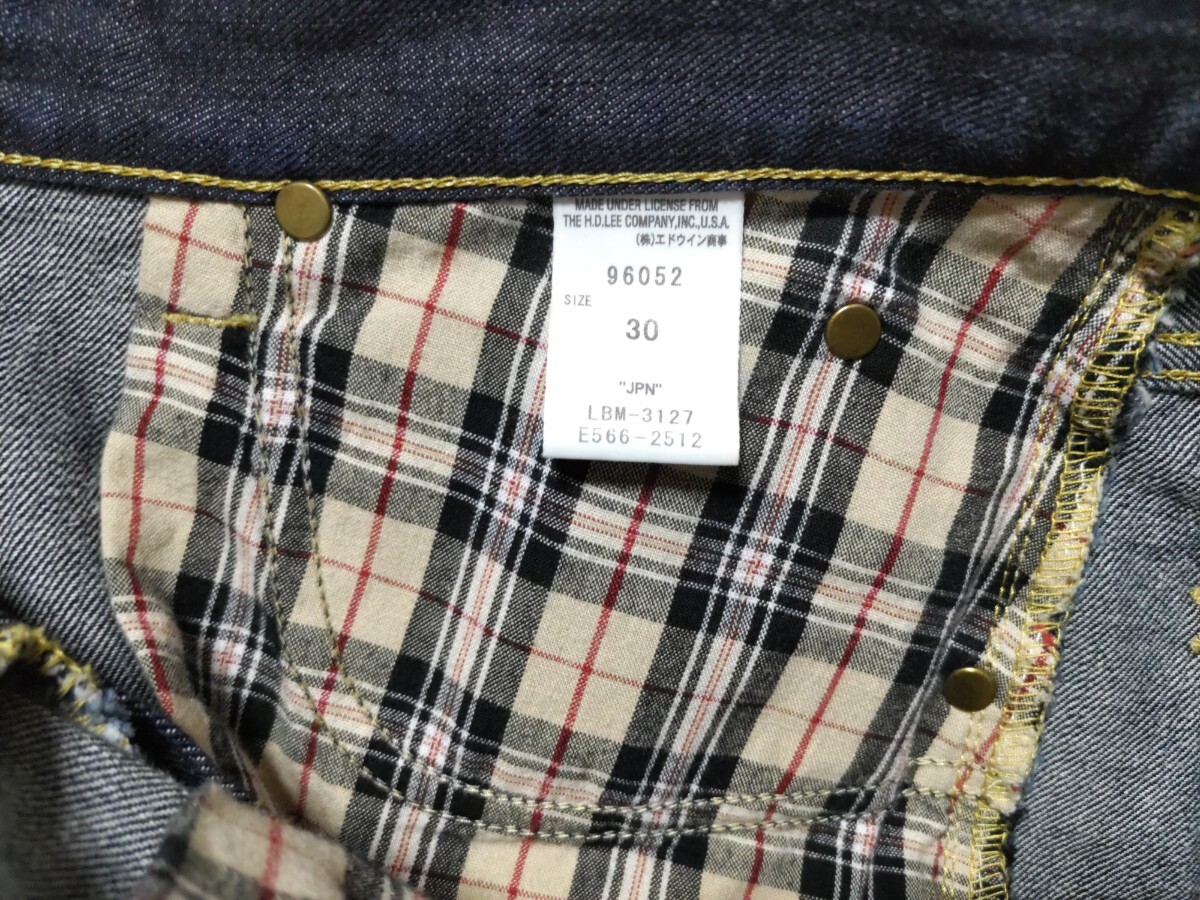 MADE UNDER LICENSE FROM
THE H.D.LEE COMPANY,INC.,U.S.A.
(株)エドウイン商事
96052
SIZE
30
"JPN"
LBM-3127
E566-2512